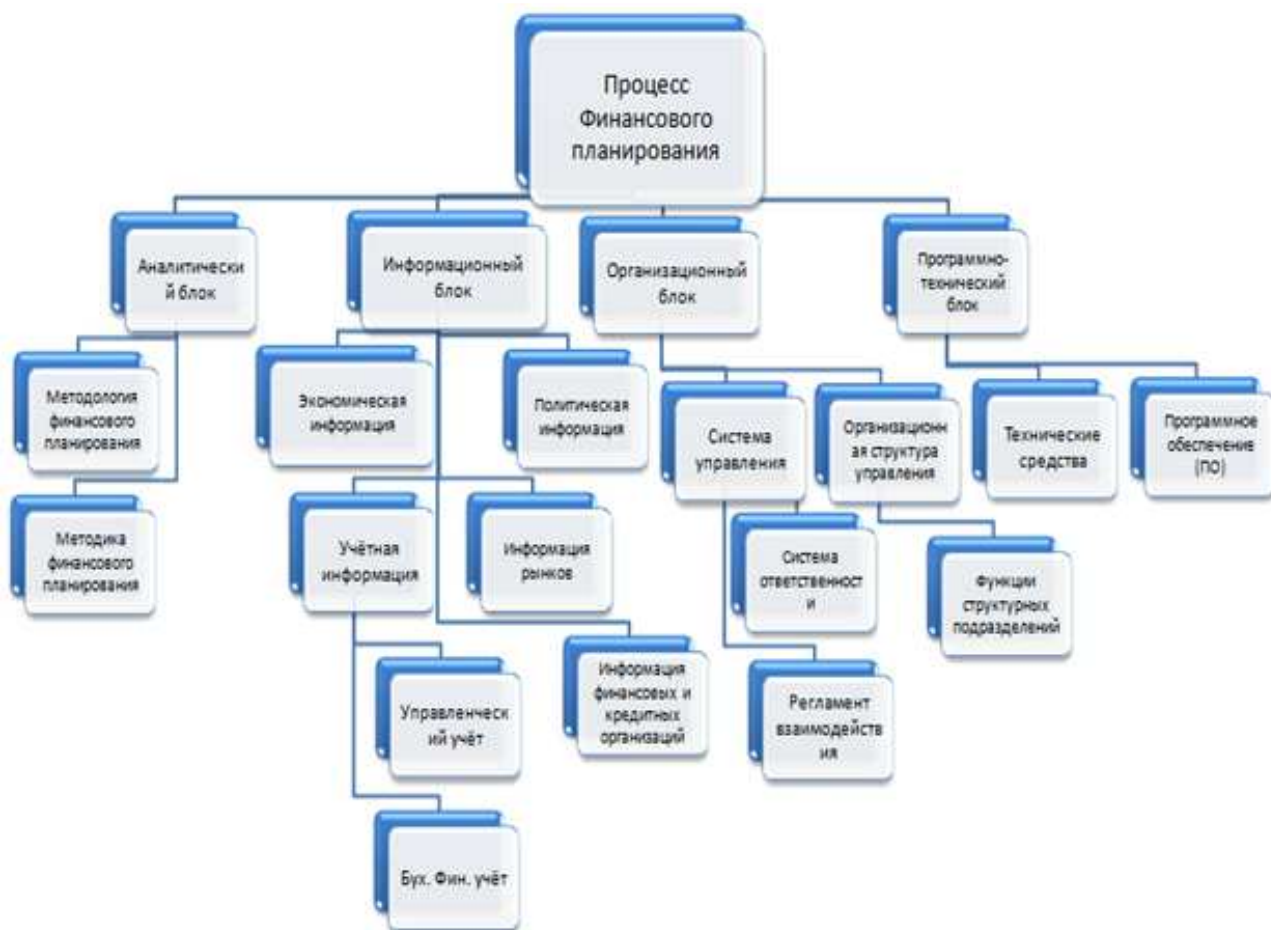 Процесс
Финансового
планирования
Аналитически
й блок
Информационный
блок
Организационный
блок
Программно-
технический
блок
Методология
финансового
планирования
Экономическая
информация
Политическая
информация
Система
управления
Организационн
ая структура
управления
Технические
средства
Программное
обеспечение
(ПО)
Методика
финансового
планирования
Учётная
информация
Информация
рынков
Система
ответственност
и
Функции
структурных
подразделений
Управленческ
ий учёт
Информация
финансовых и
кредитных
организаций
Регламент
взаимодейств
ия
Бух. Фин. учёт